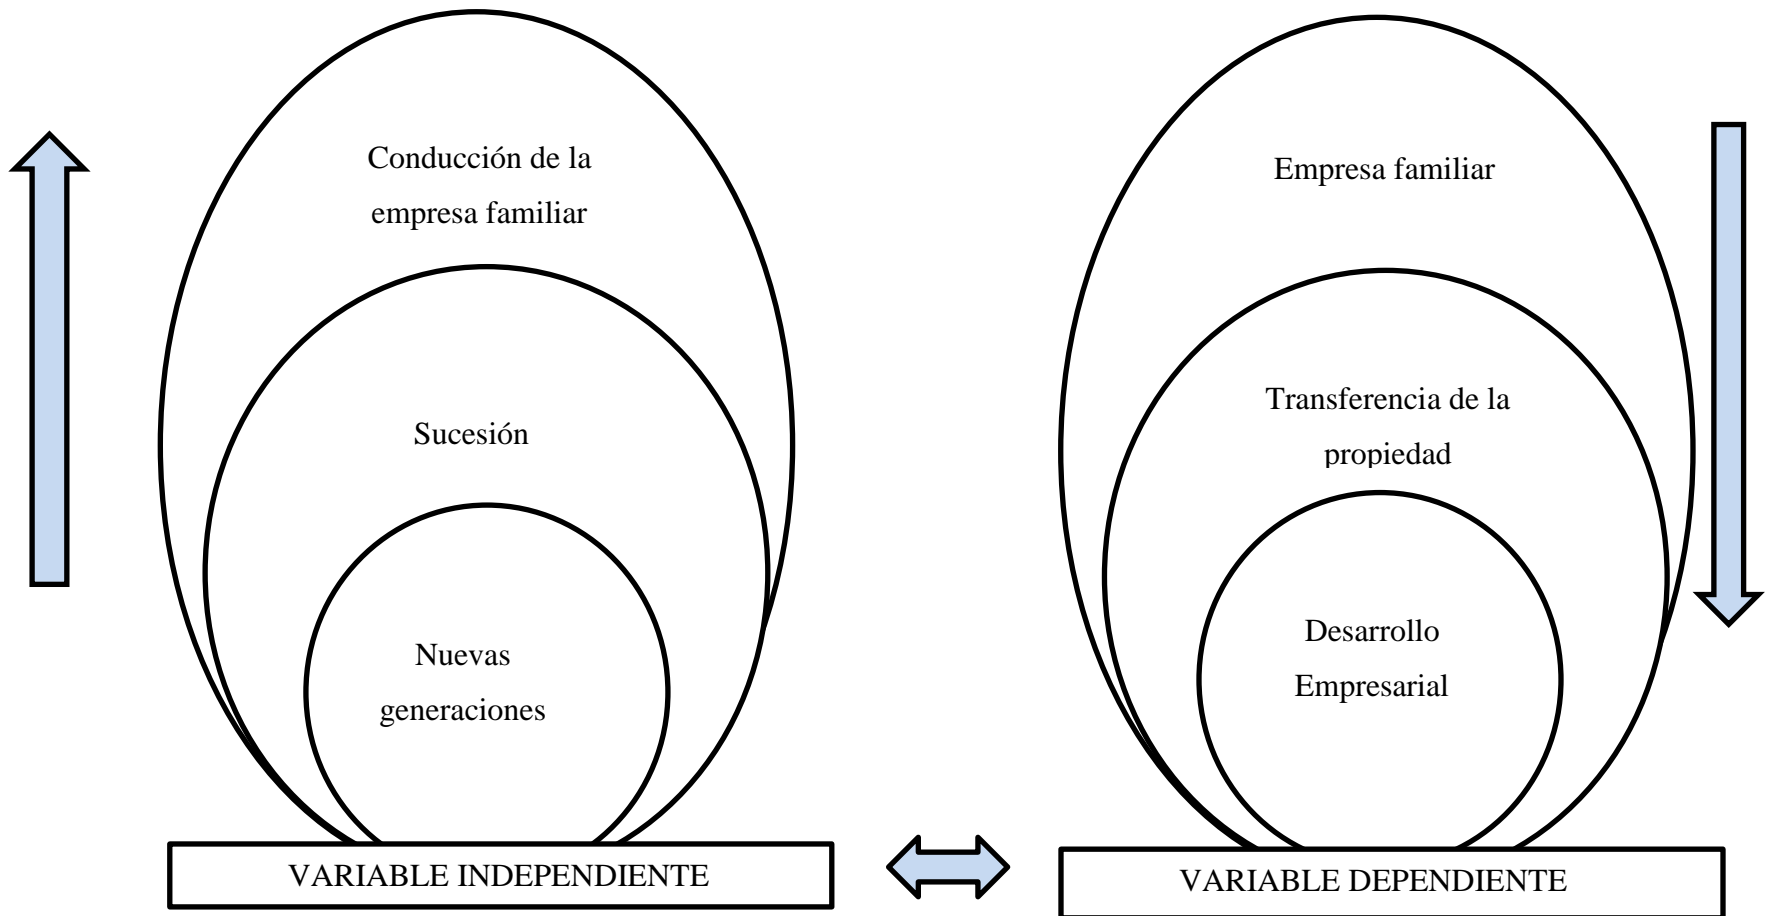 Conducción de la
empresa familiar
Sucesión
Nuevas
generaciones
VARIABLE INDEPENDIENTE
Empresa familiar
Transferencia de la
propiedad
Desarrollo
Empresarial
VARIABLE DEPENDIENTE